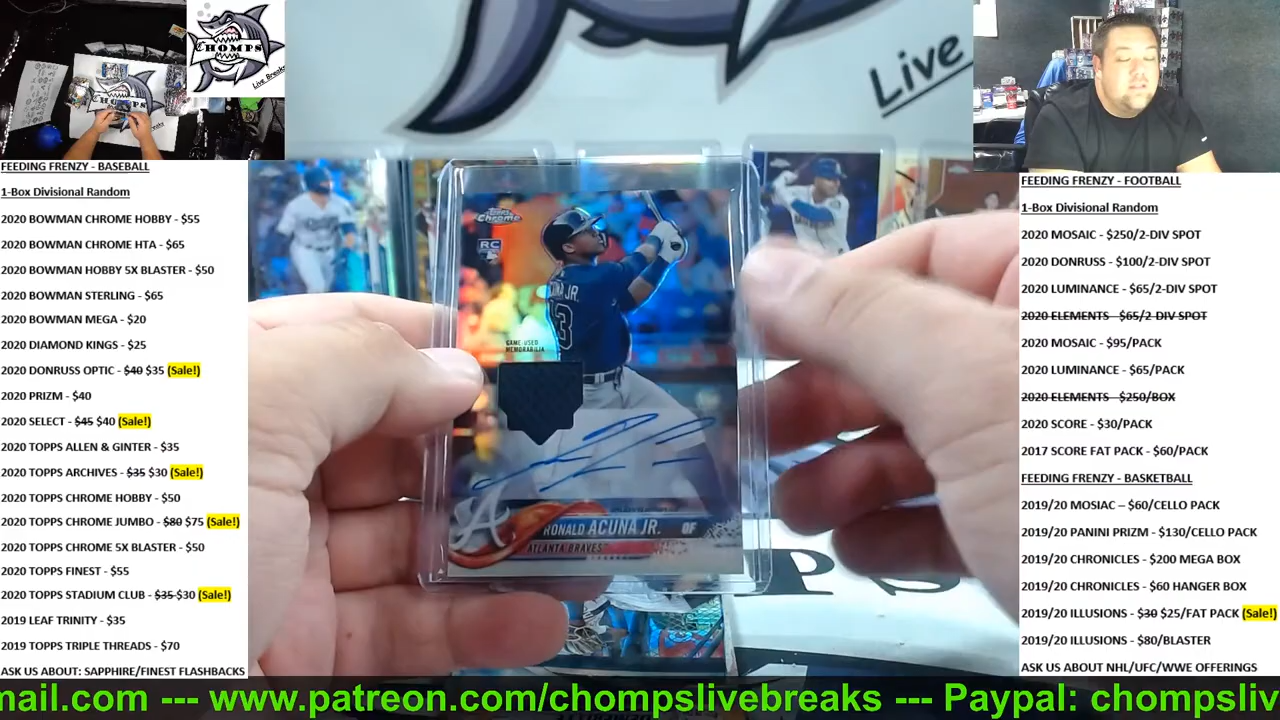 CHOMPS
Live Breaks
CHOMPS
Live
FEEDING FRENZY - BASEBALL
1-Box Divisional Random
2020 BOWMAN CHROME HOBBY - $55
2020 BOWMAN CHROME HTA - $65
2020 BOWMAN HOBBY 5X BLASTER - $50
2020 BOWMAN STERLING - $65
2020 BOWMAN MEGA - $20
2020 DIAMOND KINGS - $25
2020 DONRUSS OPTIC - $40 $35 (Sale!)
2020 PRIZM - $40
2020 SELECT - $45 $40 (Sale!)
2020 TOPPS ALLEN & GINTER - $35
2020 TOPPS ARCHIVES - $35 $30 (Sale!)
2020 TOPPS CHROME HOBBY - $50
2020 TOPPS CHROME JUMBO - $80 $75 (Sale!)
2020 TOPPS CHROME 5X BLASTER - $50
2020 TOPPS FINEST - $55
2020 TOPPS STADIUM CLUB - $35 $30 (Sale!)
2019 LEAF TRINITY - $35
2019 TOPPS TRIPLE THREADS - $70
ASK US ABOUT: SAPPHIRE/FINEST FLASHBACKS
Topps Chrome
RC
ACUNA JR.
13
GAME-USED
MEMORABILIA
RONALD ACUNA JR. OF
ATLANTA BRAVES
FEEDING FRENZY - FOOTBALL
1-Box Divisional Random
2020 MOSAIC - $250/2-DIV SPOT
2020 DONRUSS - $100/2-DIV SPOT
2020 LUMINANCE - $65/2-DIV SPOT
2020 ELEMENTS - $65/2-DIV SPOT
2020 MOSAIC - $95/PACK
2020 LUMINANCE - $65/PACK
2020 ELEMENTS - $250/BOX
2020 SCORE - $30/PACK
2017 SCORE FAT PACK - $60/PACK
FEEDING FRENZY - BASKETBALL
2019/20 MOSIAC – $60/CELLO PACK
2019/20 PANINI PRIZM - $130/CELLO PACK
2019/20 CHRONICLES - $200 MEGA BOX
2019/20 CHRONICLES - $60 HANGER BOX
2019/20 ILLUSIONS - $30 $25/FAT PACK (Sale!)
2019/20 ILLUSIONS - $80/BLASTER
ASK US ABOUT NHL/UFC/WWE OFFERINGS
mail.com --- www.patreon.com/chompslivebreaks --- Paypal: chompsliv